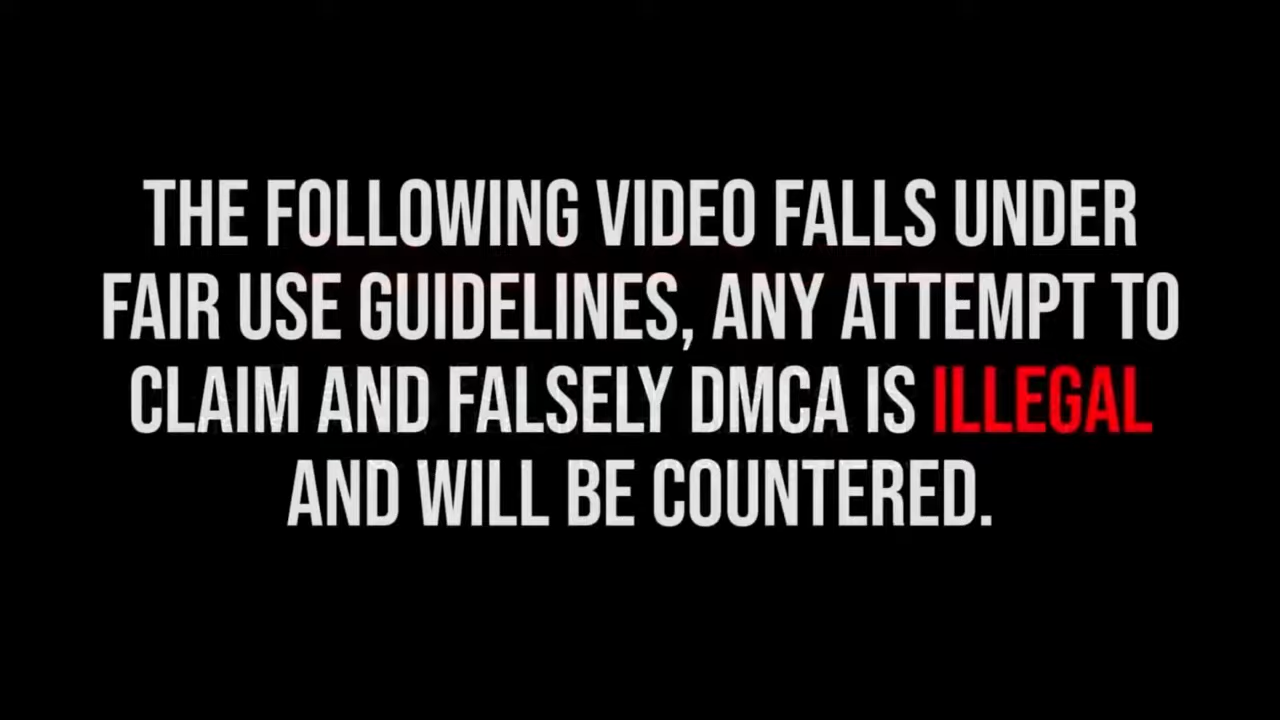 THE FOLLOWING VIDEO FALLS UNDER
FAIR USE GUIDELINES, ANY ATTEMPT TO
CLAIM AND FALSELY DMCA IS ILLEGAL
AND WILL BE COUNTERED.